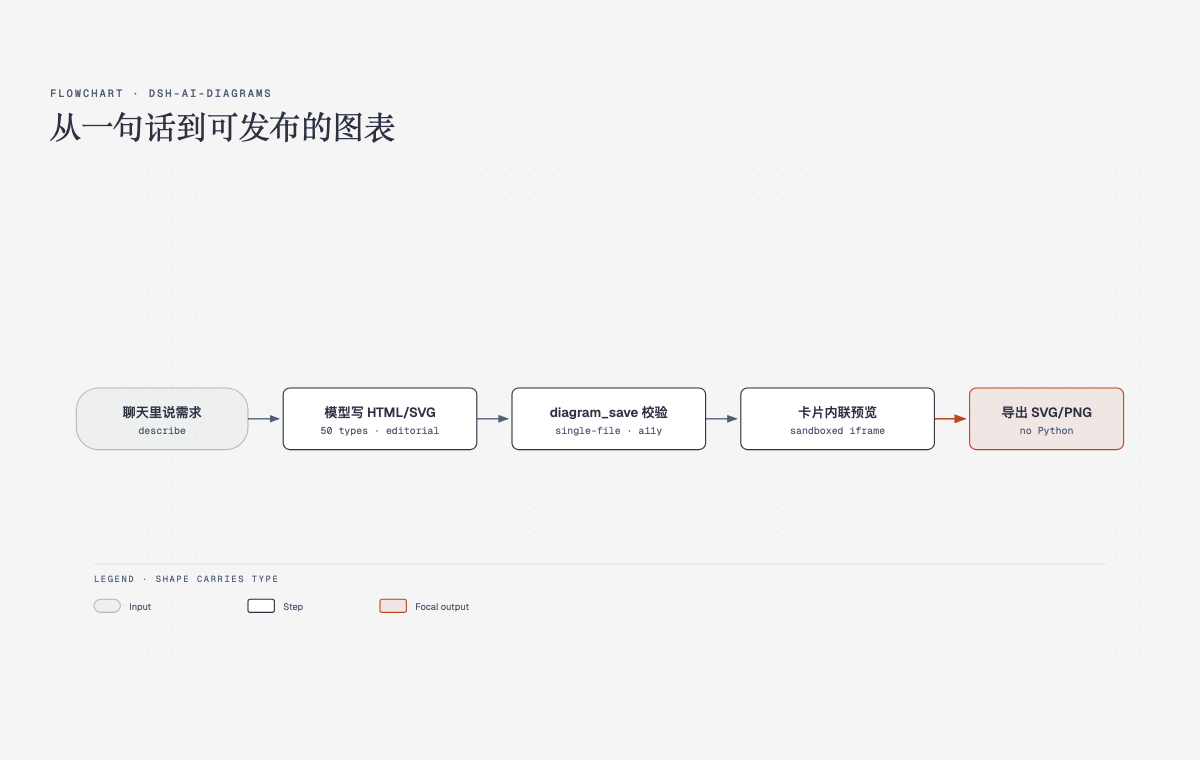 FLOWCHART · DSH-AI-DIAGRAMS
从一句话到可发布的图表
聊天里说需求
describe
模型写 HTML/SVG
50 types · editorial
diagram_save 校验
single-file · a11y
卡片内联预览
sandboxed iframe
导出 SVG/PNG
no Python
LEGEND · SHAPE CARRIES TYPE
Input
Step
Focal output